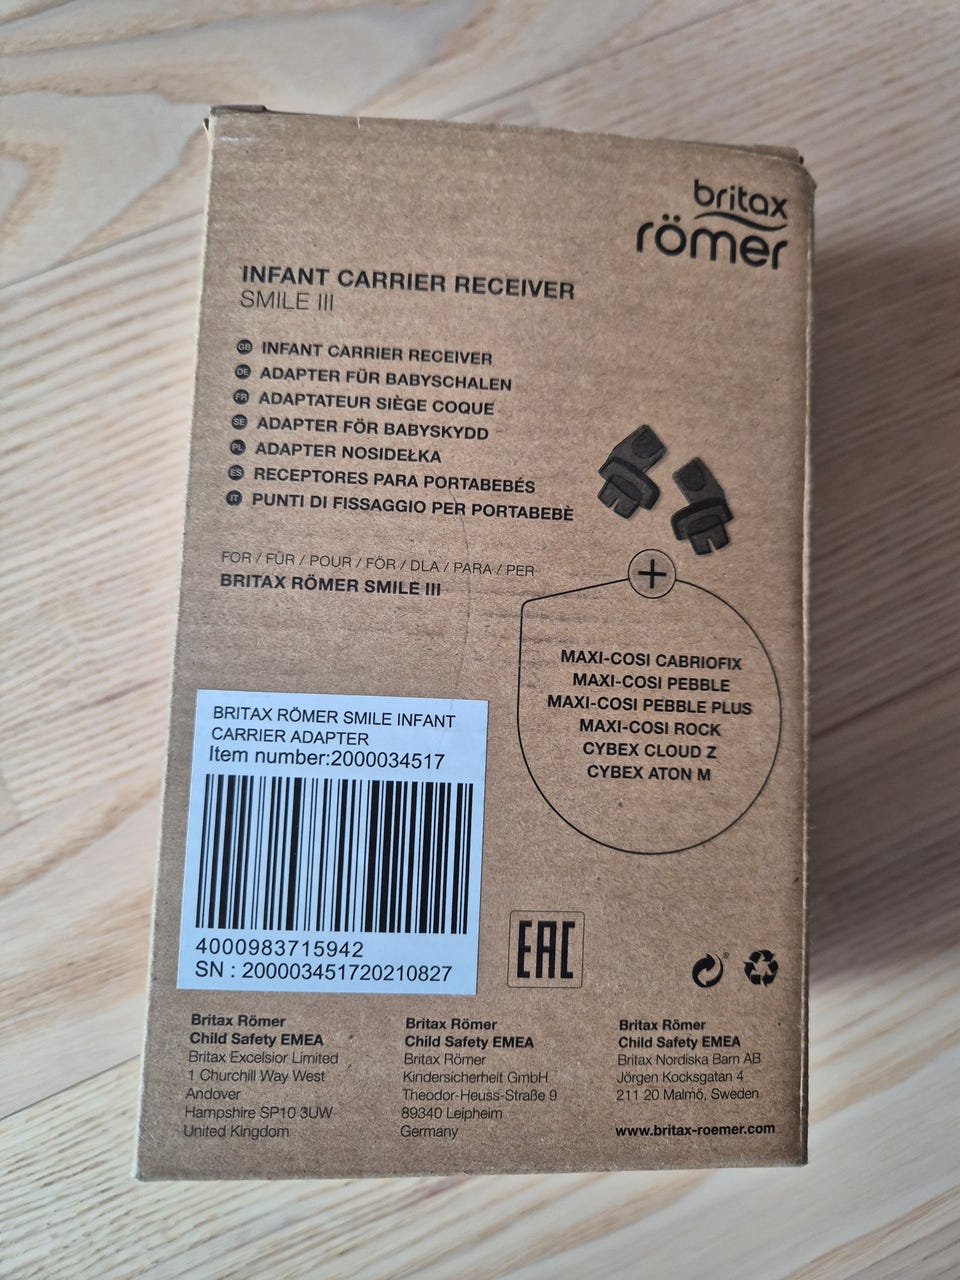 britax
römer
INFANT CARRIER RECEIVER
SMILE III
GB INFANT CARRIER RECEIVER
DE ADAPTER FÜR BABYSCHALEN
FR ADAPTATEUR SIÈGE COQUE
SE ADAPTER FÖR BABYSKYDD
PL ADAPTER NOSIDEŁKA
ES RECEPTORES PARA PORTABEBÉS
IT PUNTI DI FISSAGGIO PER PORTABEBÈ
FOR / FÜR / POUR / FÖR / DLA / PARA / PER
BRITAX RÖMER SMILE III
+
MAXI-COSI CABRIOFIX
MAXI-COSI PEBBLE
MAXI-COSI PEBBLE PLUS
MAXI-COSI ROCK
CYBEX CLOUD Z
CYBEX ATON M
BRITAX RÖMER SMILE INFANT
CARRIER ADAPTER
Item number:2000034517
4000983715942
SN : 200003451720210827
EAC
Britax Römer
Child Safety EMEA
Britax Excelsior Limited
1 Churchill Way West
Andover
Hampshire SP10 3UW
United Kingdom
Britax Römer
Child Safety EMEA
Britax Römer
Kindersicherheit GmbH
Theodor-Heuss-Straße 9
89340 Leipheim
Germany
Britax Römer
Child Safety EMEA
Britax Nordiska Barn AB
Jörgen Kocksgatan 4
211 20 Malmö, Sweden
www.britax-roemer.com